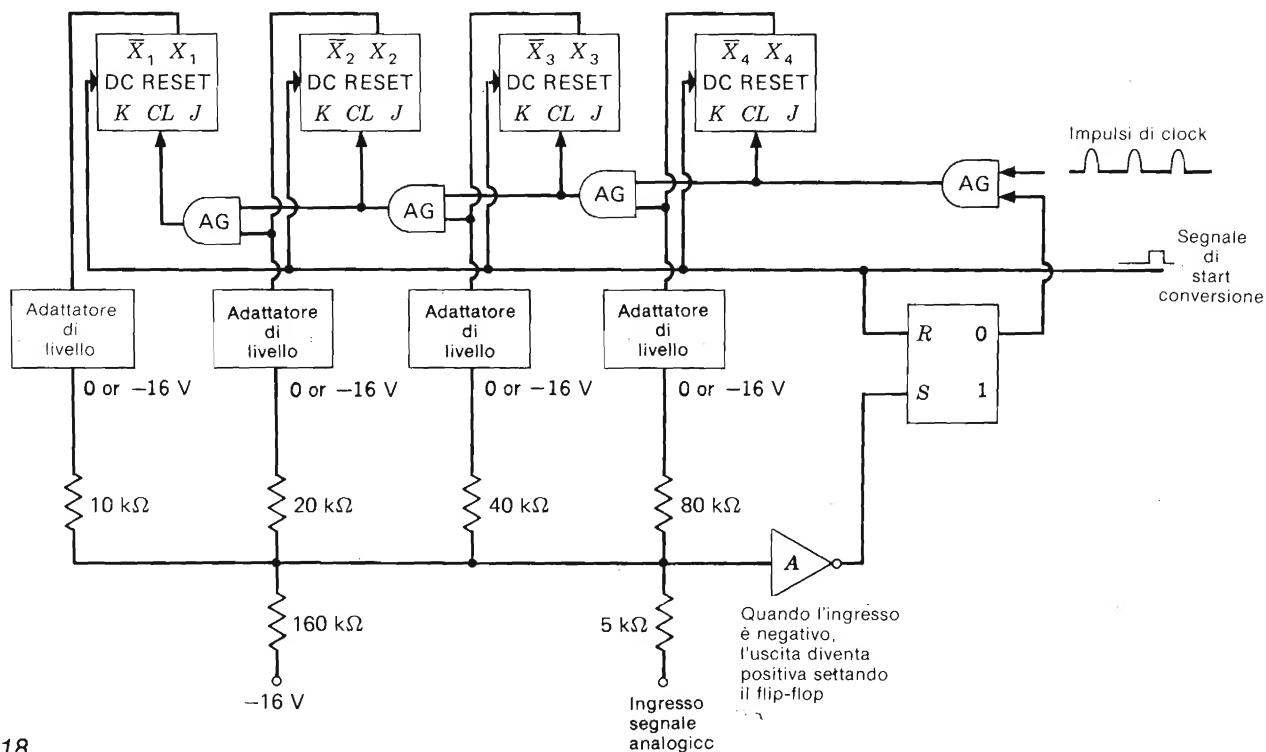 X̅₁ X₁
DC RESET
K CL J
X̅₂ X₂
DC RESET
K CL J
X̅₃ X₃
DC RESET
K CL J
X̅₄ X₄
DC RESET
K CL J
Impulsi di clock
AG
AG
AG
AG
Segnale
di
start
conversione
Adattatore
di
livello
Adattatore
di
livello
Adattatore
di
livello
Adattatore
di
livello
R 0
S 1
0 or −16 V
0 or −16 V
0 or −16 V
0 or −16 V
10 kΩ
20 kΩ
40 kΩ
80 kΩ
A
160 kΩ
5 kΩ
Quando l'ingresso
è negativo,
l'uscita diventa
positiva settando
il flip-flop
−16 V
Ingresso
segnale
analogicc
18